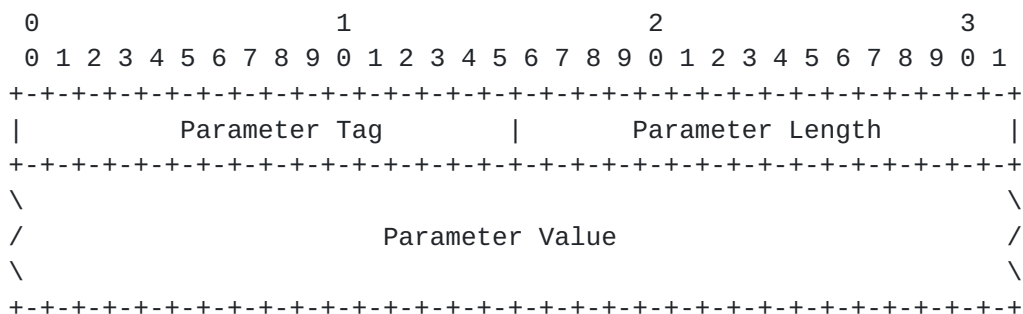 0                   1                   2                   3
 0 1 2 3 4 5 6 7 8 9 0 1 2 3 4 5 6 7 8 9 0 1 2 3 4 5 6 7 8 9 0 1
+-+-+-+-+-+-+-+-+-+-+-+-+-+-+-+-+-+-+-+-+-+-+-+-+-+-+-+-+-+-+-+-+
|          Parameter Tag        |       Parameter Length        |
+-+-+-+-+-+-+-+-+-+-+-+-+-+-+-+-+-+-+-+-+-+-+-+-+-+-+-+-+-+-+-+-+
\                                                               \
/                       Parameter Value                         /
\                                                               \
+-+-+-+-+-+-+-+-+-+-+-+-+-+-+-+-+-+-+-+-+-+-+-+-+-+-+-+-+-+-+-+-+